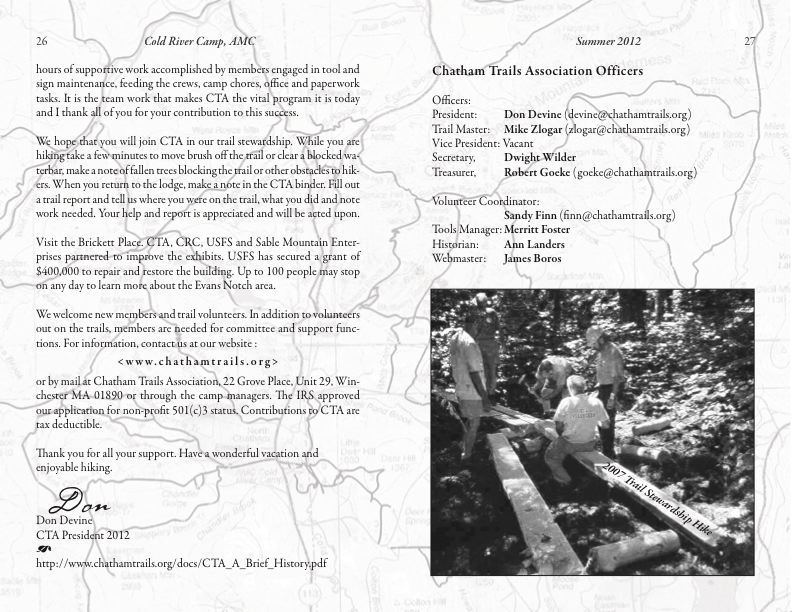 26
Cold River Camp, AMC
hours of supportive work accomplished by members engaged in tool and
sign maintenance, feeding the crews, camp chores, office and paperwork
tasks. It is the team work that makes CTA the vital program it is today
and I thank all of you for your contribution to this success.
We hope that you will join CTA in our trail stewardship. While you are
hiking take a few minutes to move brush off the trail or clear a blocked wa-
terbar, make a note of fallen trees blocking the trail or other obstacles to hik-
ers. When you return to the lodge, make a note in the CTA binder. Fill out
a trail report and tell us where you were on the trail, what you did and note
work needed. Your help and report is appreciated and will be acted upon.
Visit the Brickett Place. CTA, CRC, USFS and Sable Mountain Enter-
prises partnered to improve the exhibits. USFS has secured a grant of
$400,000 to repair and restore the building. Up to 100 people may stop
on any day to learn more about the Evans Notch area.
We welcome new members and trail volunteers. In addition to volunteers
out on the trails, members are needed for committee and support func-
tions. For information, contact us at our website :
<www.chathamtrails.org>
or by mail at Chatham Trails Association, 22 Grove Place, Unit 29, Win-
chester MA 01890 or through the camp managers. The IRS approved
our application for non-profit 501(c)3 status. Contributions to CTA are
tax deductible.
Thank you for all your support. Have a wonderful vacation and
enjoyable hiking.
Don
Don Devine
CTA President 2012
http://www.chathamtrails.org/docs/CTA_A_Brief_History.pdf
Summer 2012
27
Chatham Trails Association Officers
Officers:
President: Don Devine (devine@chathamtrails.org)
Trail Master: Mike Zlogar (zlogar@chathamtrails.org)
Vice President: Vacant
Secretary, Dwight Wilder
Treasurer, Robert Goeke (goeke@chathamtrails.org)
Volunteer Coordinator:
Sandy Finn (finn@chathamtrails.org)
Tools Manager: Merritt Foster
Historian: Ann Landers
Webmaster: James Boros
2007 Trail Stewardship Hike